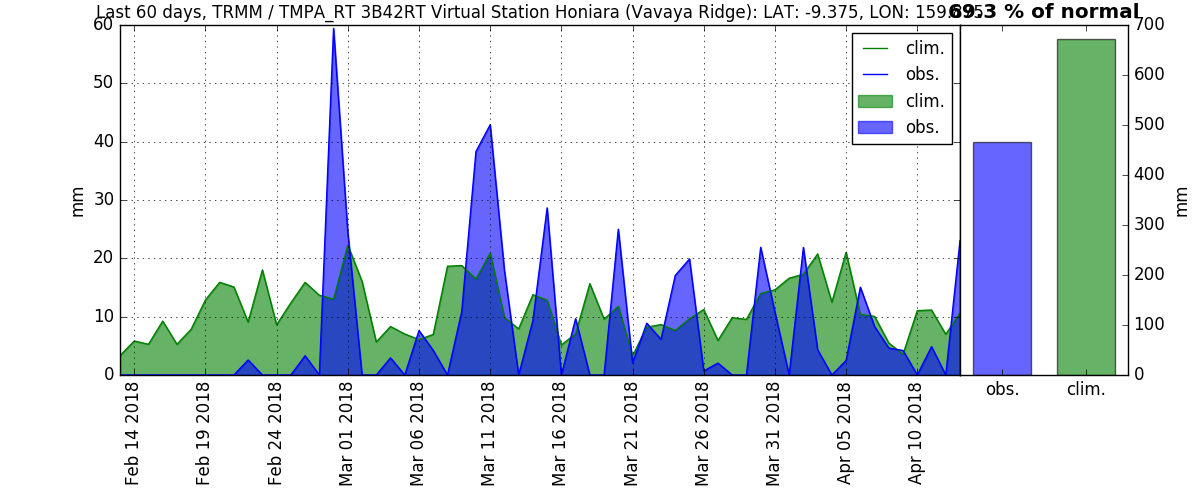 Last 60 days, TRMM / TMPA_RT 3B42RT Virtual Station Honiara (Vavaya Ridge): LAT: -9.375, LON:
69.3 % of normal
60
50
40
30
20
10
0
mm
clim.
obs.
clim.
obs.
Feb 14 2018
Feb 19 2018
Feb 24 2018
Mar 01 2018
Mar 06 2018
Mar 11 2018
Mar 16 2018
Mar 21 2018
Mar 26 2018
Mar 31 2018
Apr 05 2018
Apr 10 2018
700
600
500
400
300
200
100
0
mm
obs.
clim.